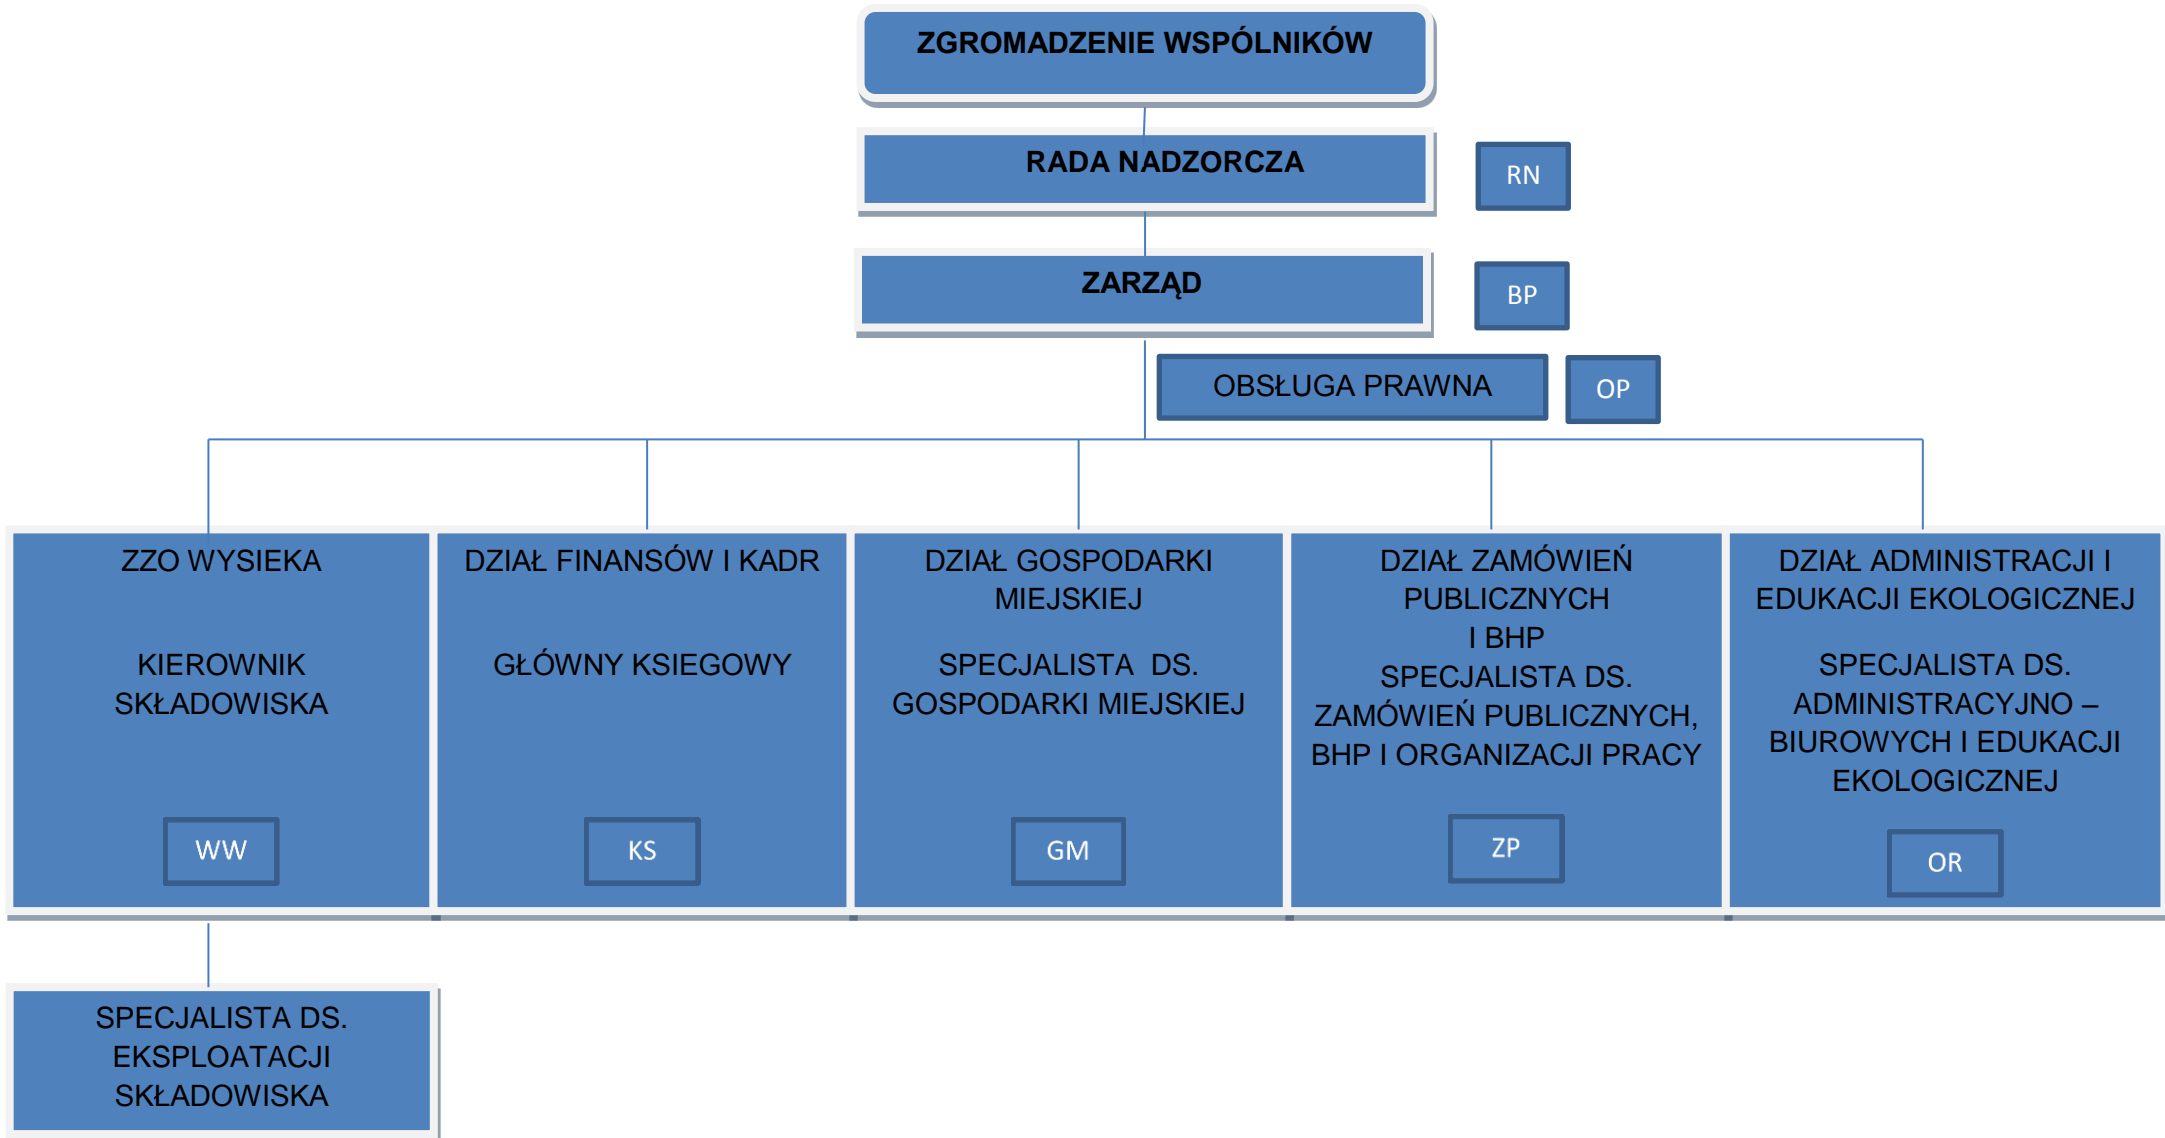 ZGROMADZENIE WSPÓLNIKÓW
RADA NADZORCZA
RN
ZARZĄD
BP
OBSŁUGA PRAWNA
OP
ZZO WYSIEKA
KIEROWNIK
SKŁADOWISKA
WW
DZIAŁ FINANSÓW I KADR
GŁÓWNY KSIEGOWY
KS
DZIAŁ GOSPODARKI
MIEJSKIEJ
SPECJALISTA DS.
GOSPODARKI MIEJSKIEJ
GM
DZIAŁ ZAMÓWIEŃ
PUBLICZNYCH
I BHP
SPECJALISTA DS.
ZAMÓWIEŃ PUBLICZNYCH,
BHP I ORGANIZACJI PRACY
ZP
DZIAŁ ADMINISTRACJI I
EDUKACJI EKOLOGICZNEJ
SPECJALISTA DS.
ADMINISTRACYJNO –
BIUROWYCH I EDUKACJI
EKOLOGICZNEJ
OR
SPECJALISTA DS.
EKSPLOATACJI
SKŁADOWISKA